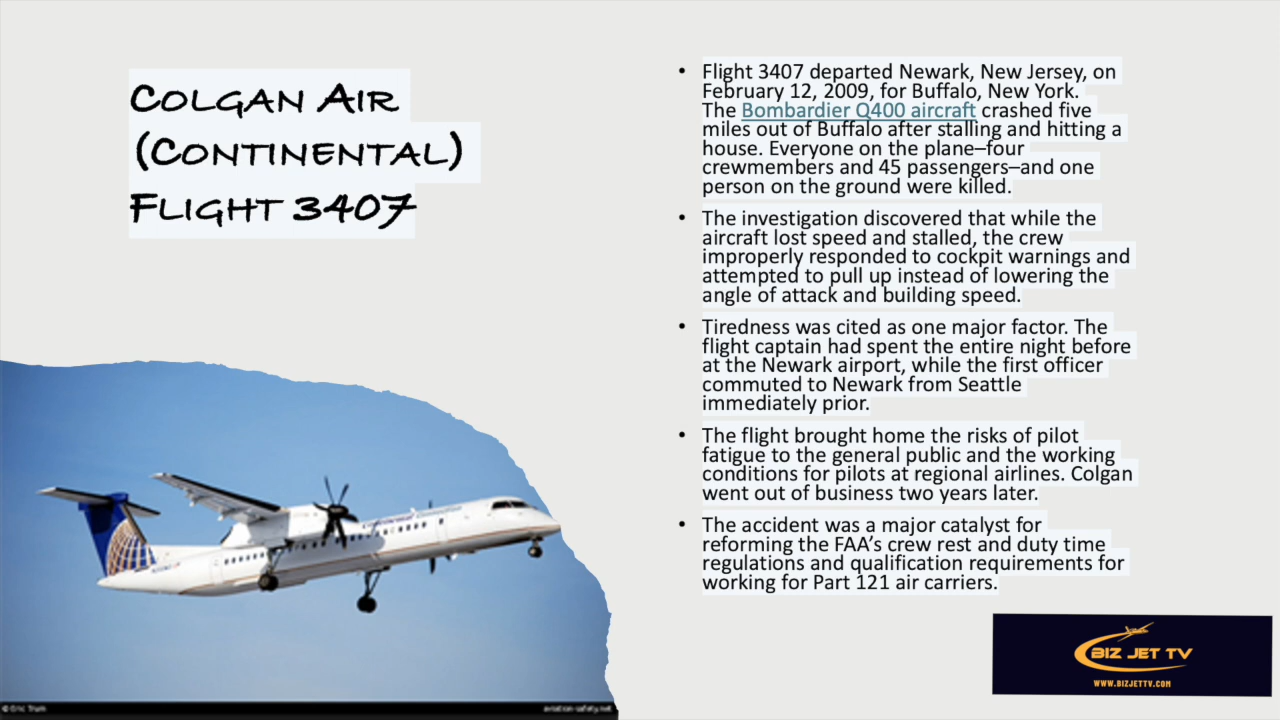 Colgan Air
(Continental)
Flight 3407
• Flight 3407 departed Newark, New Jersey, on
February 12, 2009, for Buffalo, New York.
The Bombardier Q400 aircraft crashed five
miles out of Buffalo after stalling and hitting a
house. Everyone on the plane–four
crewmembers and 45 passengers–and one
person on the ground were killed.
• The investigation discovered that while the
aircraft lost speed and stalled, the crew
improperly responded to cockpit warnings and
attempted to pull up instead of lowering the
angle of attack and building speed.
• Tiredness was cited as one major factor. The
flight captain had spent the entire night before
at the Newark airport, while the first officer
commuted to Newark from Seattle
immediately prior.
• The flight brought home the risks of pilot
fatigue to the general public and the working
conditions for pilots at regional airlines. Colgan
went out of business two years later.
• The accident was a major catalyst for
reforming the FAA’s crew rest and duty time
regulations and qualification requirements for
working for Part 121 air carriers.
BIZ JET TV
WWW.BIZJETTV.COM
© Eric
aviation-safety.net